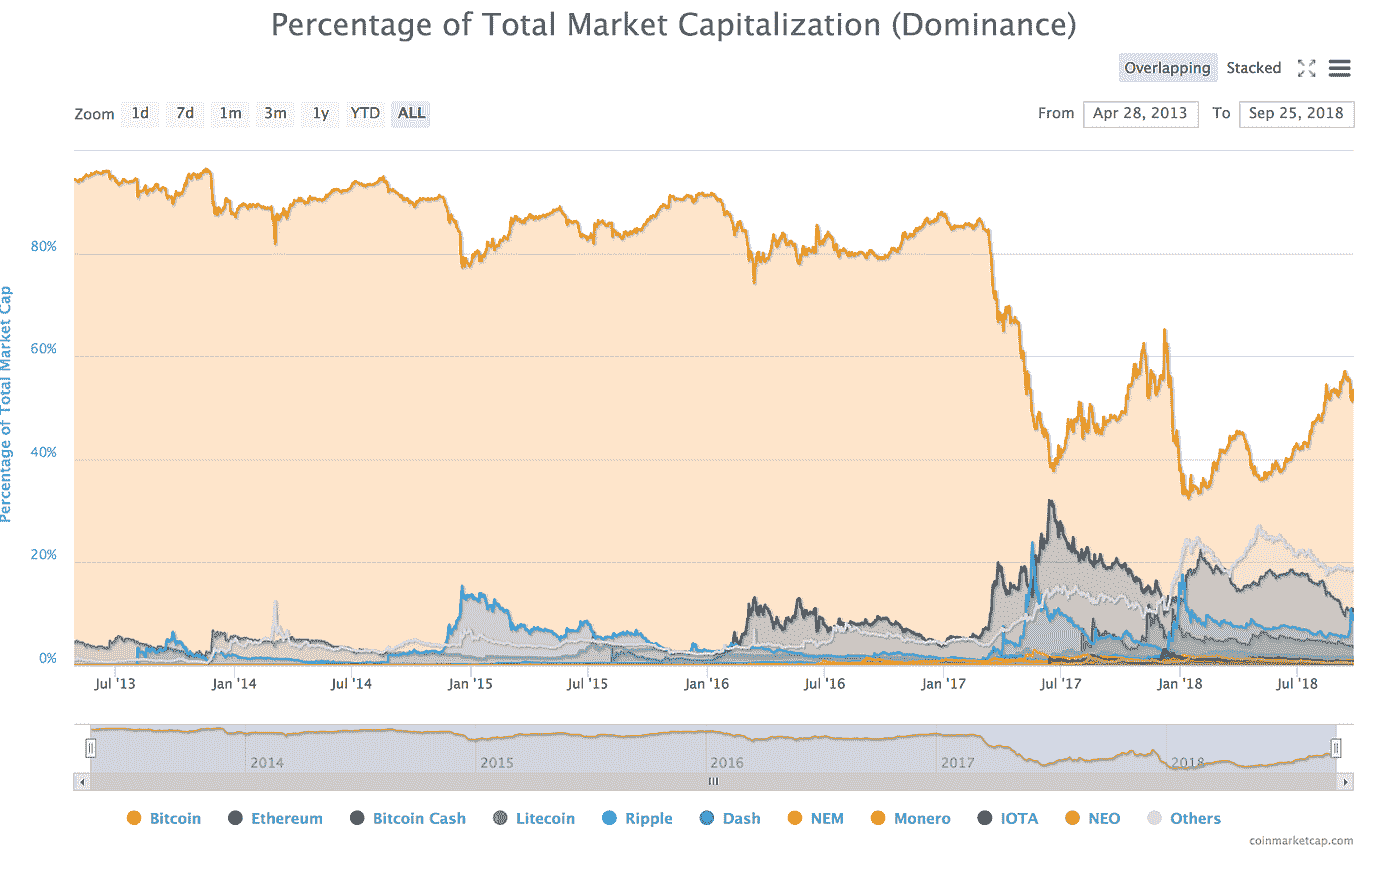 Percentage of Total Market Capitalization (Dominance)
Overlapping Stacked
Zoom 1d 7d 1m 3m 1y YTD ALL From Apr 28, 2013 To Sep 25, 2018
Percentage of Total Market Cap
80%
60%
40%
20%
0%
Jul '13 Jan '14 Jul '14 Jan '15 Jul '15 Jan '16 Jul '16 Jan '17 Jul '17 Jan '18 Jul '18
2014 2015 2016 2017 2018
Bitcoin Ethereum Bitcoin Cash Litecoin Ripple Dash NEM Monero IOTA NEO Others
coinmarketcap.com